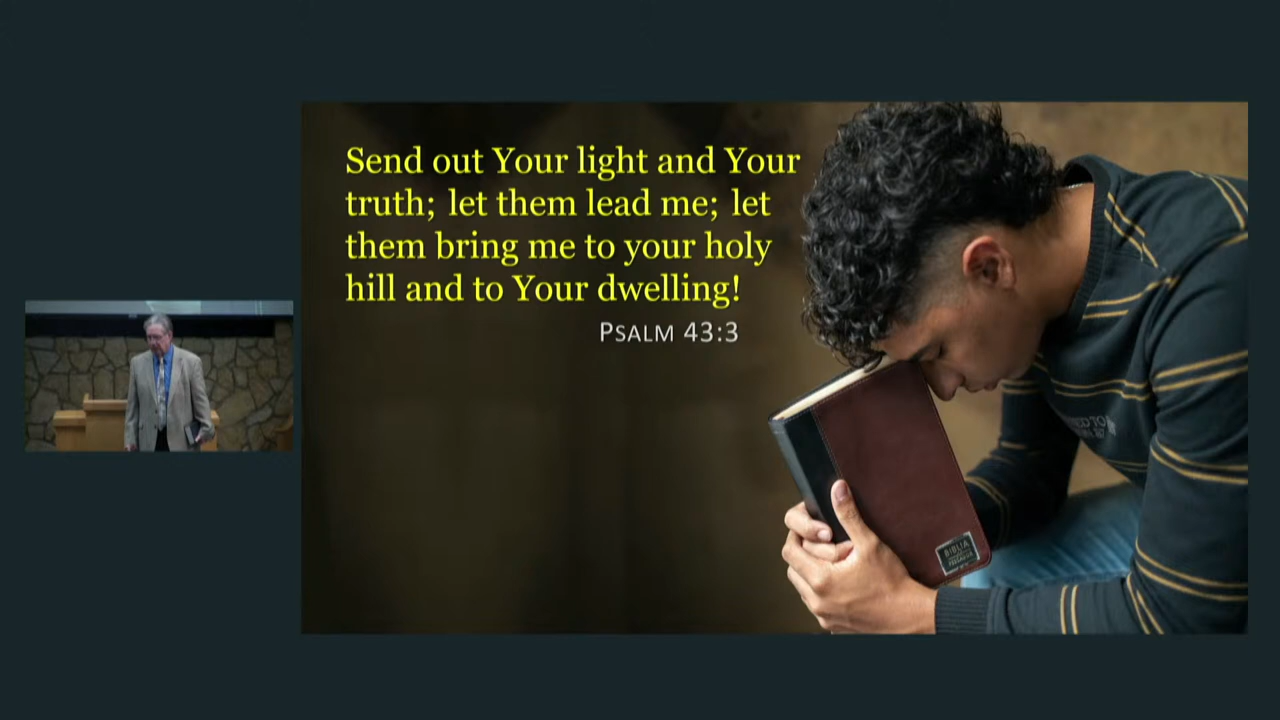 Send out Your light and Your
truth; let them lead me; let
them bring me to your holy
hill and to Your dwelling!
PSALM 43:3
BIBLIA